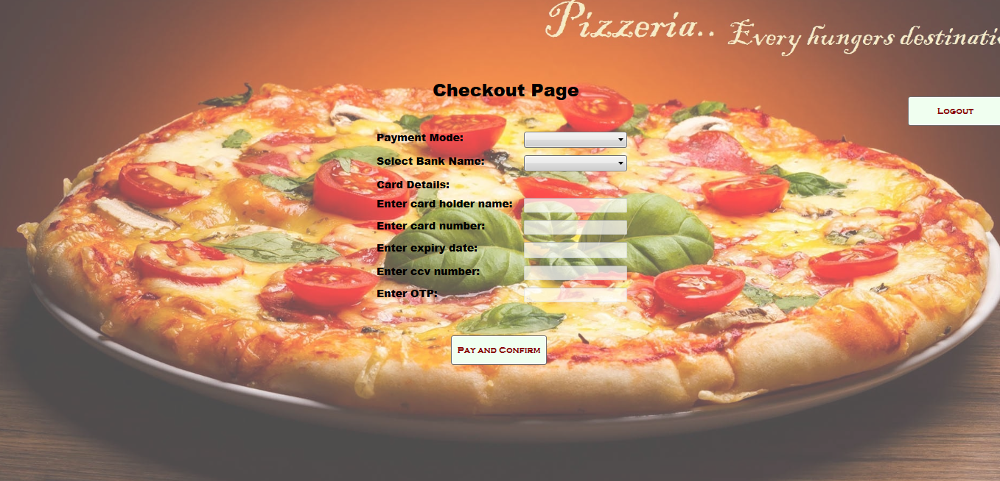 Pizzeria.. Every hungers destinati
Checkout Page
Logout
Payment Mode:
Select Bank Name:
Card Details:
Enter card holder name:
Enter card number:
Enter expiry date:
Enter ccv number:
Enter OTP:
Pay and Confirm